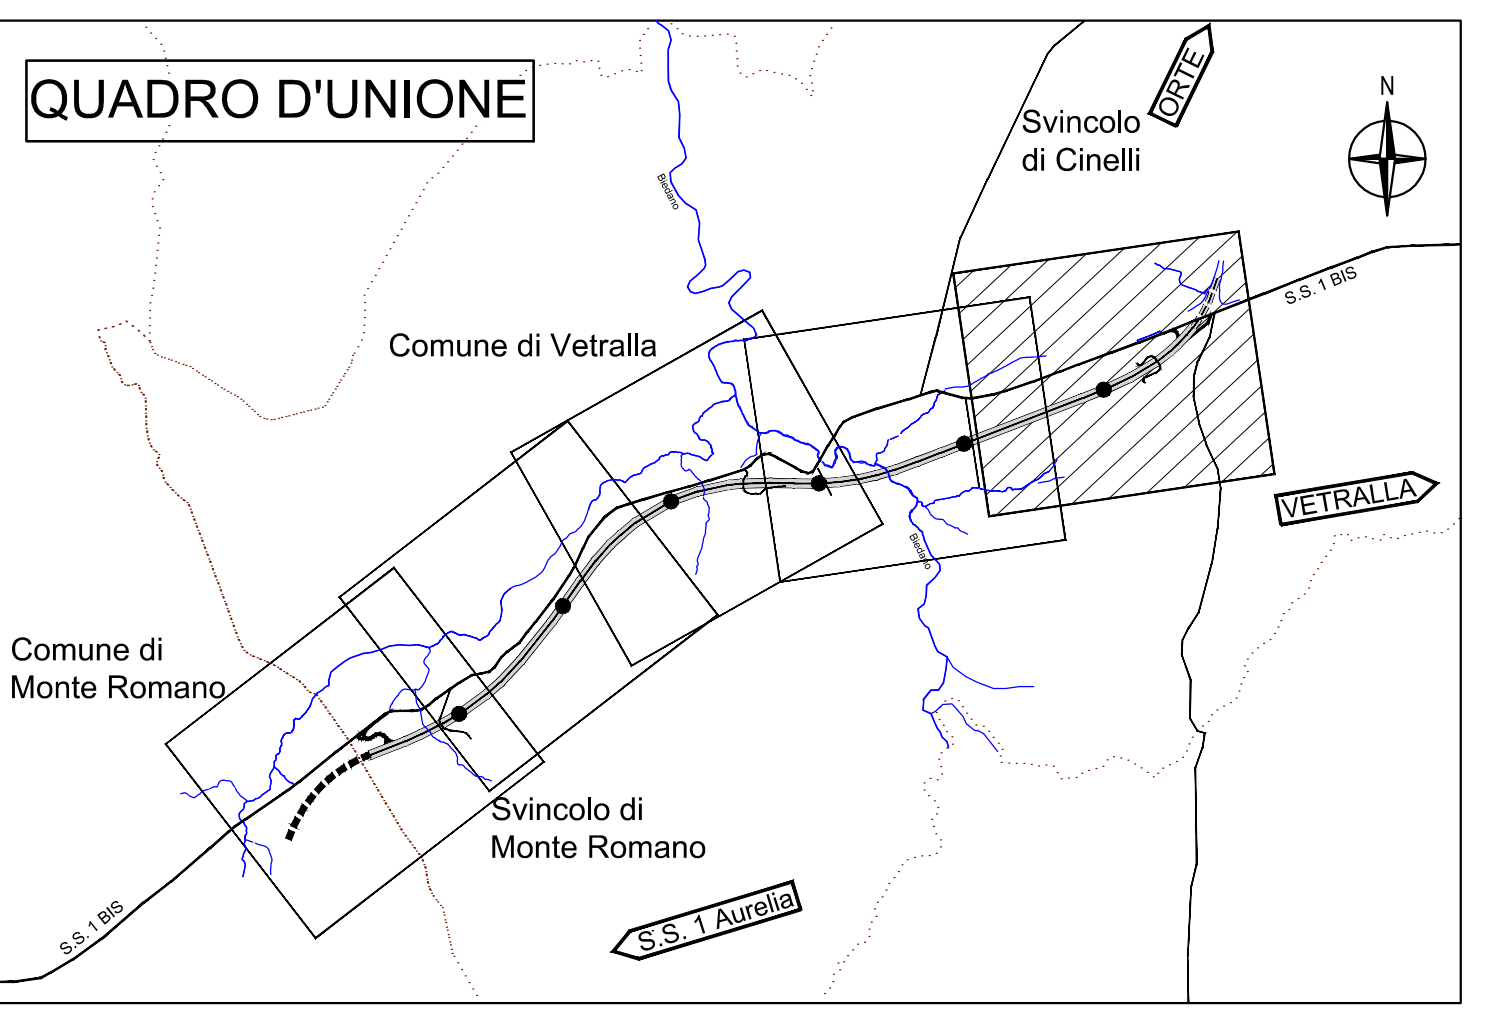 QUADRO D'UNIONE
ORTE
N
Svincolo
di Cinelli
Biedano
S.S. 1 BIS
Comune di Vetralla
VETRALLA
Biedano
Comune di
Monte Romano
Svincolo di
Monte Romano
S.S. 1 Aurelia
S.S. 1 BIS